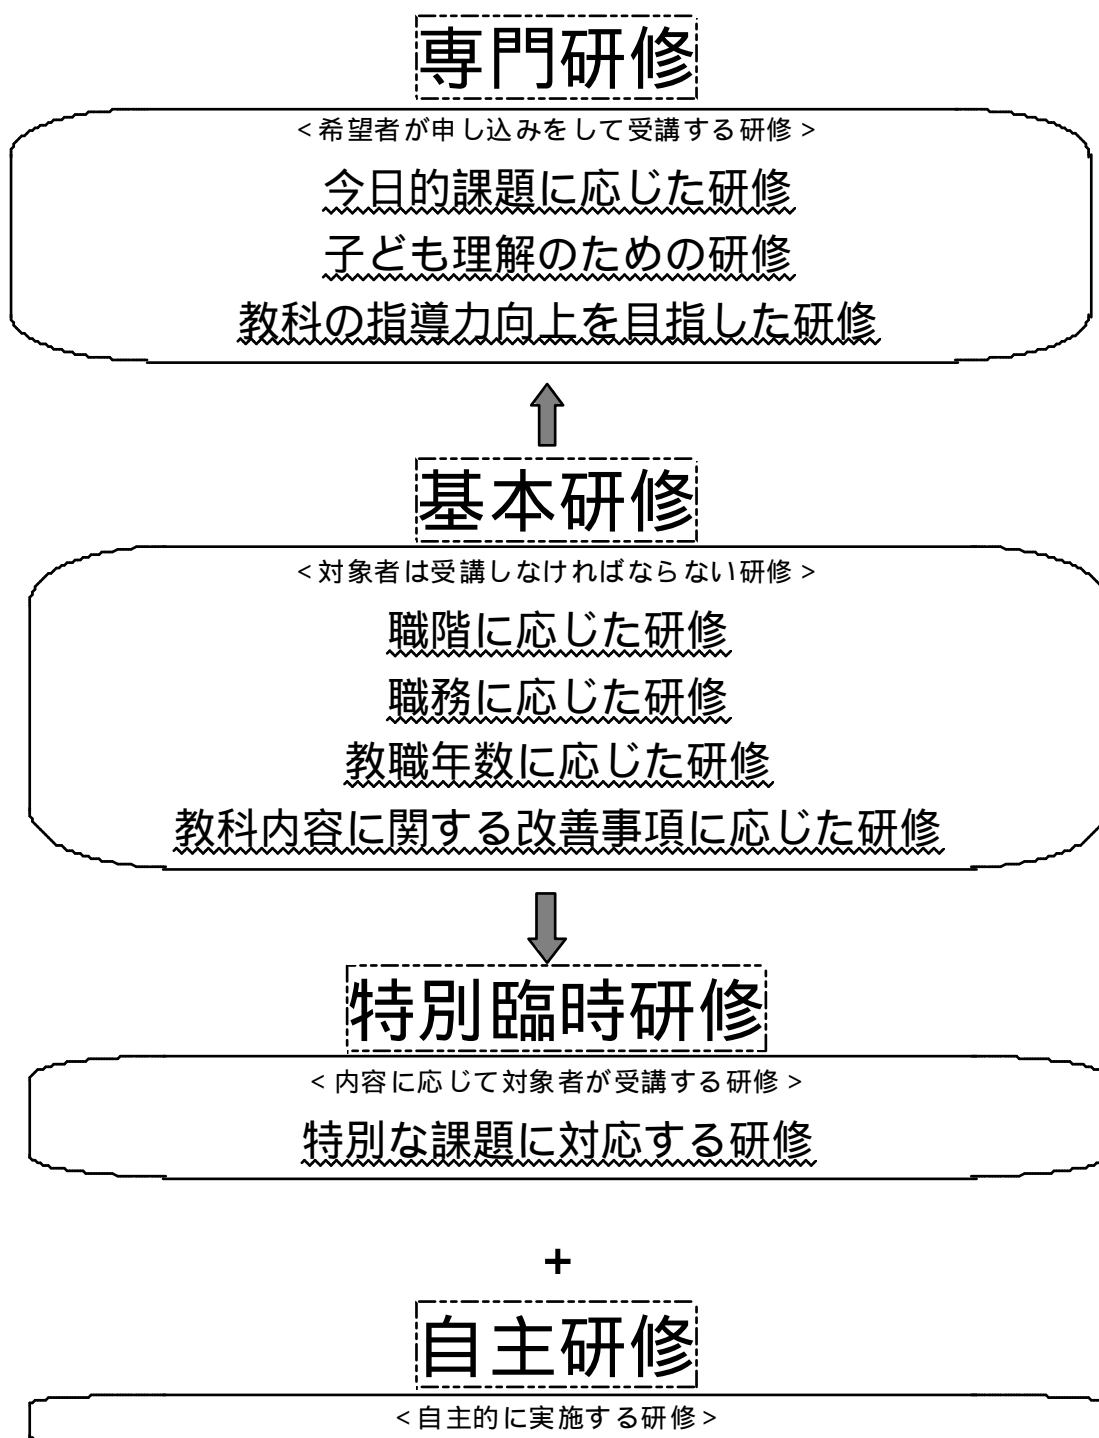 専門研修
＜希望者が申し込みをして受講する研修＞
今日的課題に応じた研修
子ども理解のための研修
教科の指導力向上を目指した研修
基本研修
＜対象者は受講しなければならない研修＞
職階に応じた研修
職務に応じた研修
教職年数に応じた研修
教科内容に関する改善事項に応じた研修
特別臨時研修
＜内容に応じて対象者が受講する研修＞
特別な課題に対応する研修
+
自主研修
＜自主的に実施する研修＞